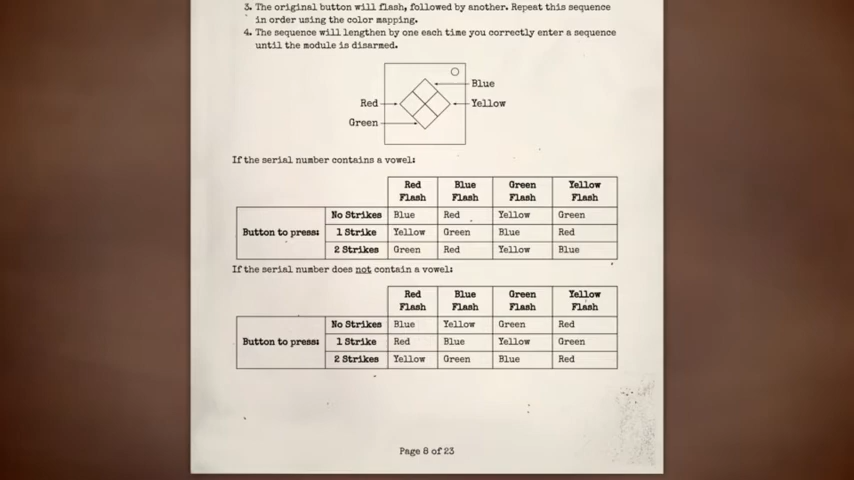 3. The original button will flash, followed by another. Repeat this sequence
in order using the color mapping.
4. The sequence will lengthen by one each time you correctly enter a sequence
until the module is disarmed.
Blue
Red
Yellow
Green
If the serial number contains a vowel:
Red Flash Blue Flash Green Flash Yellow Flash
Button to press:
No Strikes Blue Red Yellow Green
1 Strike Yellow Green Blue Red
2 Strikes Green Red Yellow Blue
If the serial number does not contain a vowel:
Red Flash Blue Flash Green Flash Yellow Flash
Button to press:
No Strikes Blue Yellow Green Red
1 Strike Red Blue Yellow Green
2 Strikes Yellow Green Blue Red
Page 8 of 23